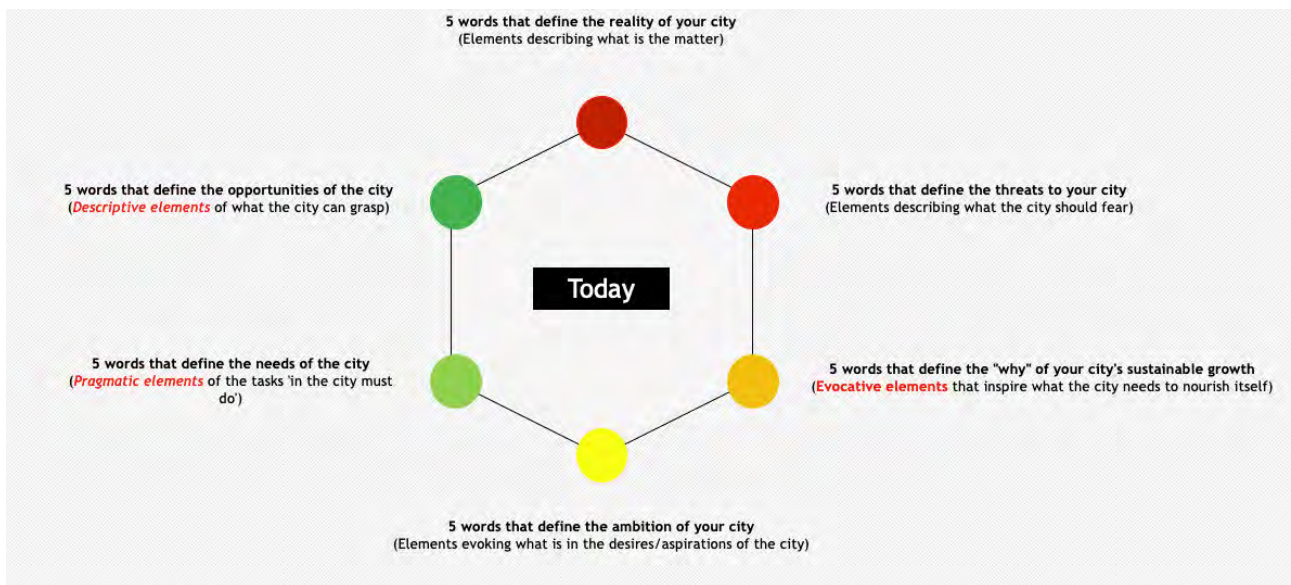 5 words that define the reality of your city
(Elements describing what is the matter)
5 words that define the opportunities of the city
(Descriptive elements of what the city can grasp)
5 words that define the threats to your city
(Elements describing what the city should fear)
Today
5 words that define the needs of the city
(Pragmatic elements of the tasks 'in the city must
do')
5 words that define the "why" of your city's sustainable growth
(Evocative elements that inspire what the city needs to nourish itself)
5 words that define the ambition of your city
(Elements evoking what is in the desires/aspirations of the city)